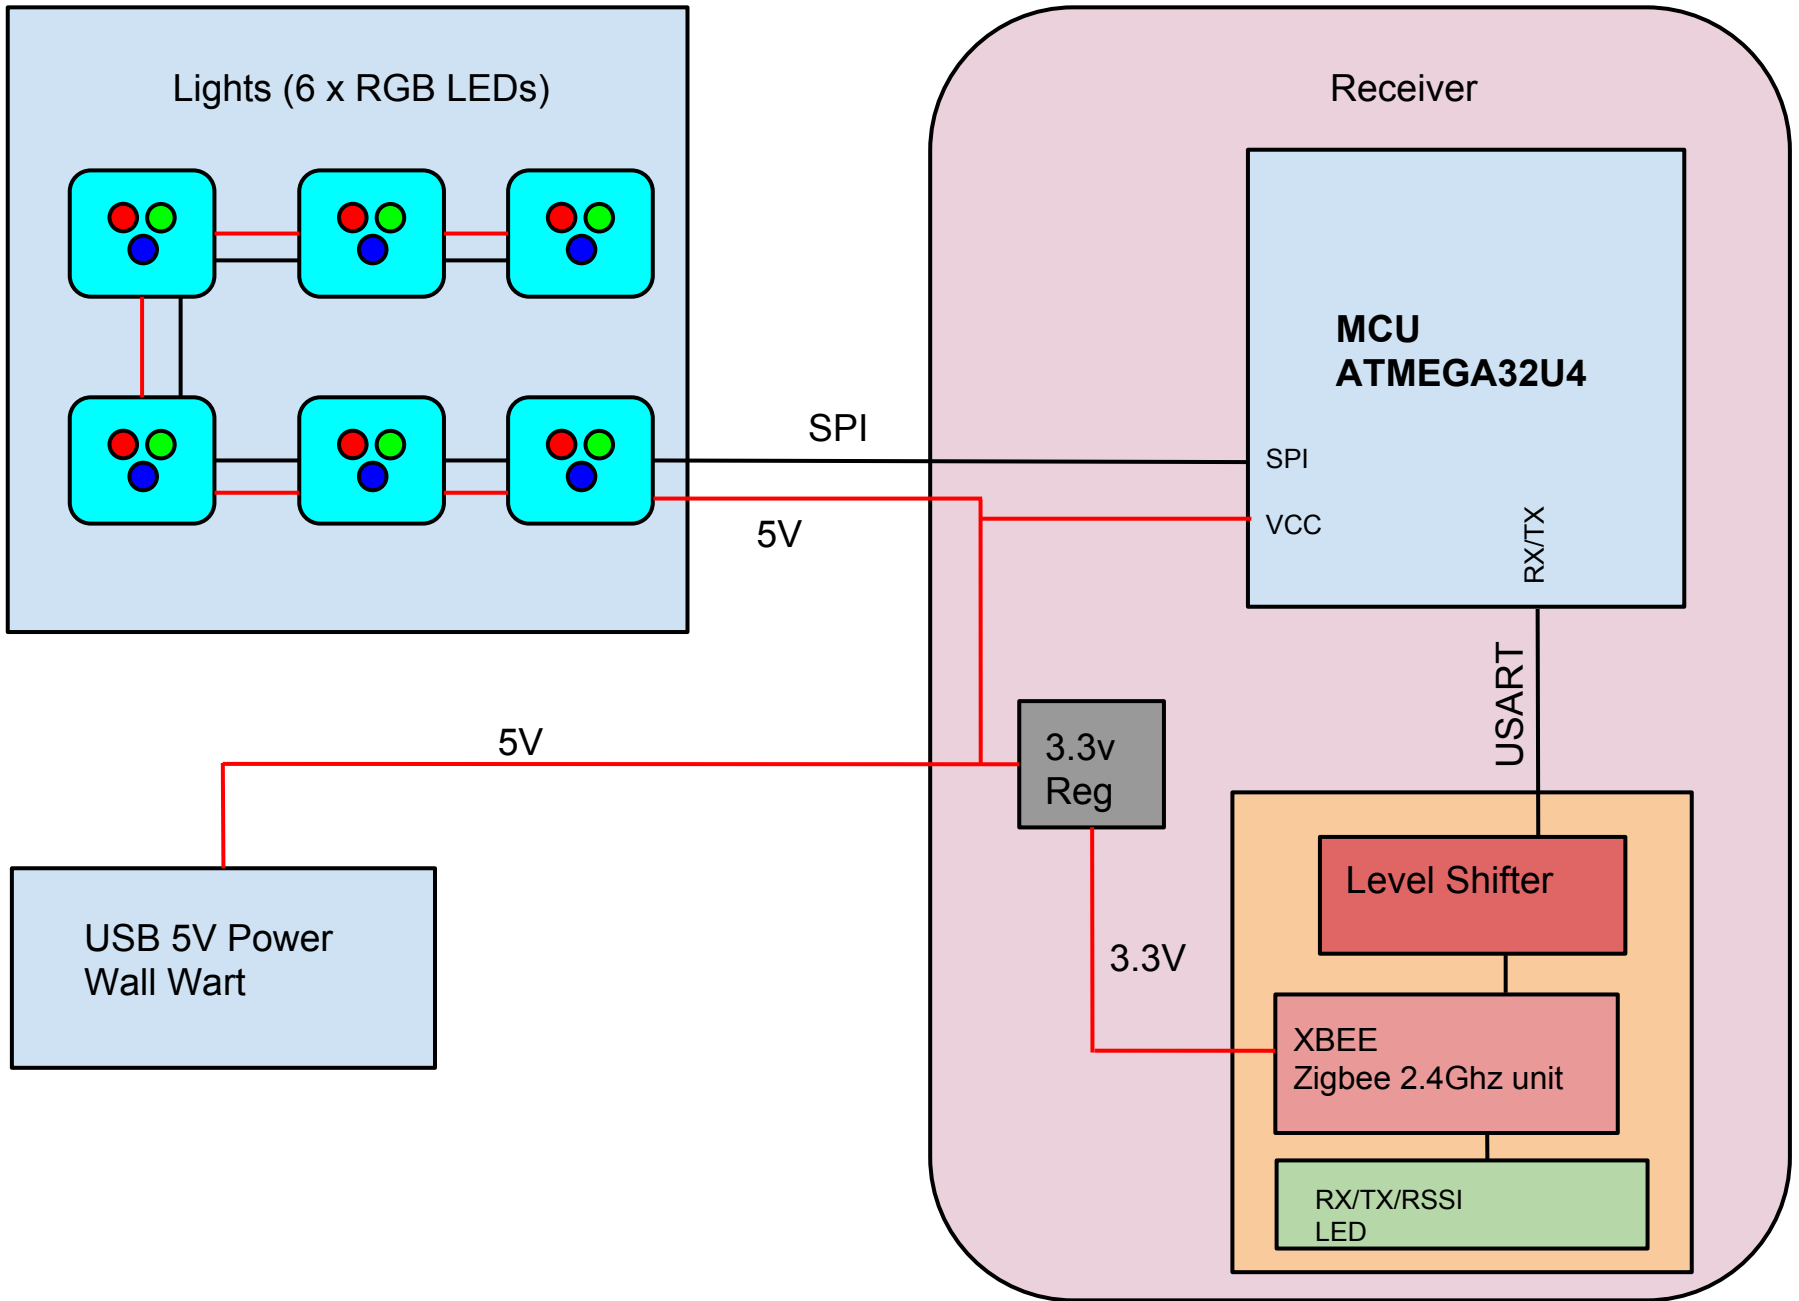 Lights (6 x RGB LEDs)
Receiver
MCU
ATMEGA32U4
SPI
SPI
VCC
5V
RX/TX
USART
5V
3.3v
Reg
Level Shifter
USB 5V Power
Wall Wart
3.3V
XBEE
Zigbee 2.4Ghz unit
RX/TX/RSSI
LED